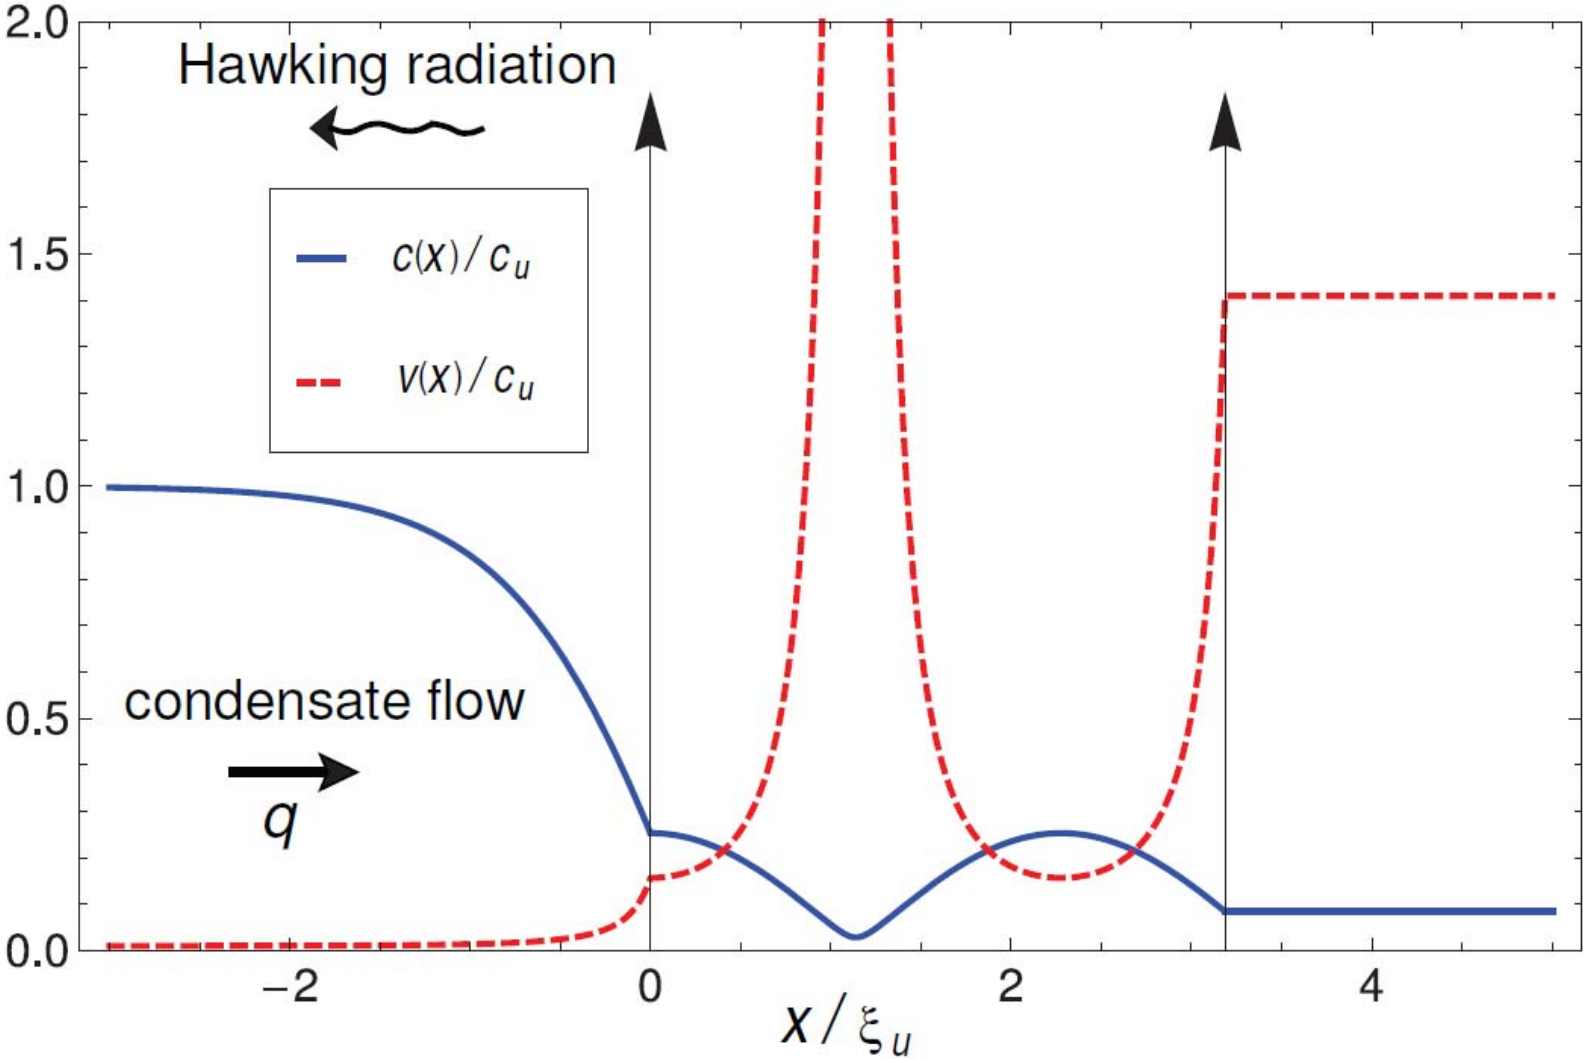 2.0
1.5
1.0
0.5
0.0
Hawking radiation
c(x) / c_u
v(x) / c_u
condensate flow
q
−2 0 2 4
x / ξ_u